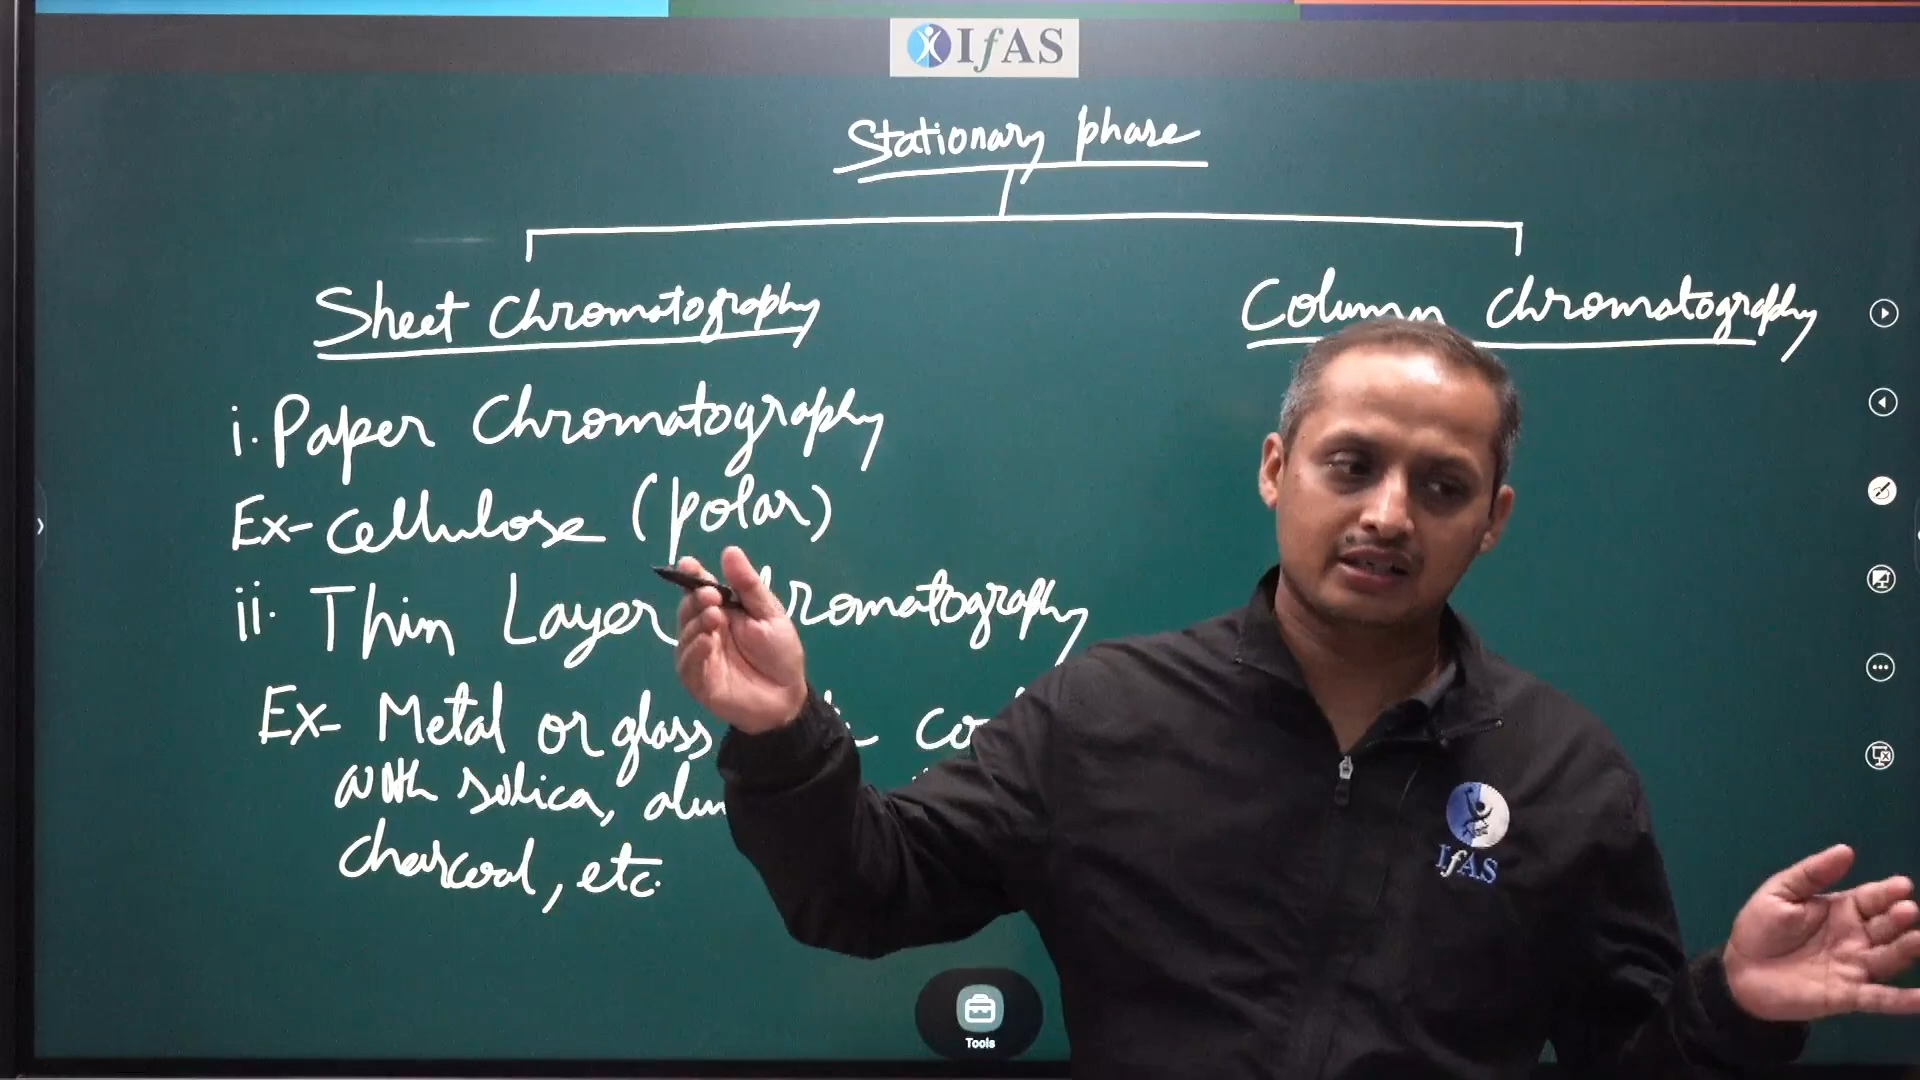 IfAS
Stationary phase
Sheet Chromatography
Column Chromatography
i. Paper Chromatography
Ex- Cellulose (polar)
ii. Thin Layer
Ex- Metal or glass
with silica,
charcoal, etc.
IfAS
Tools